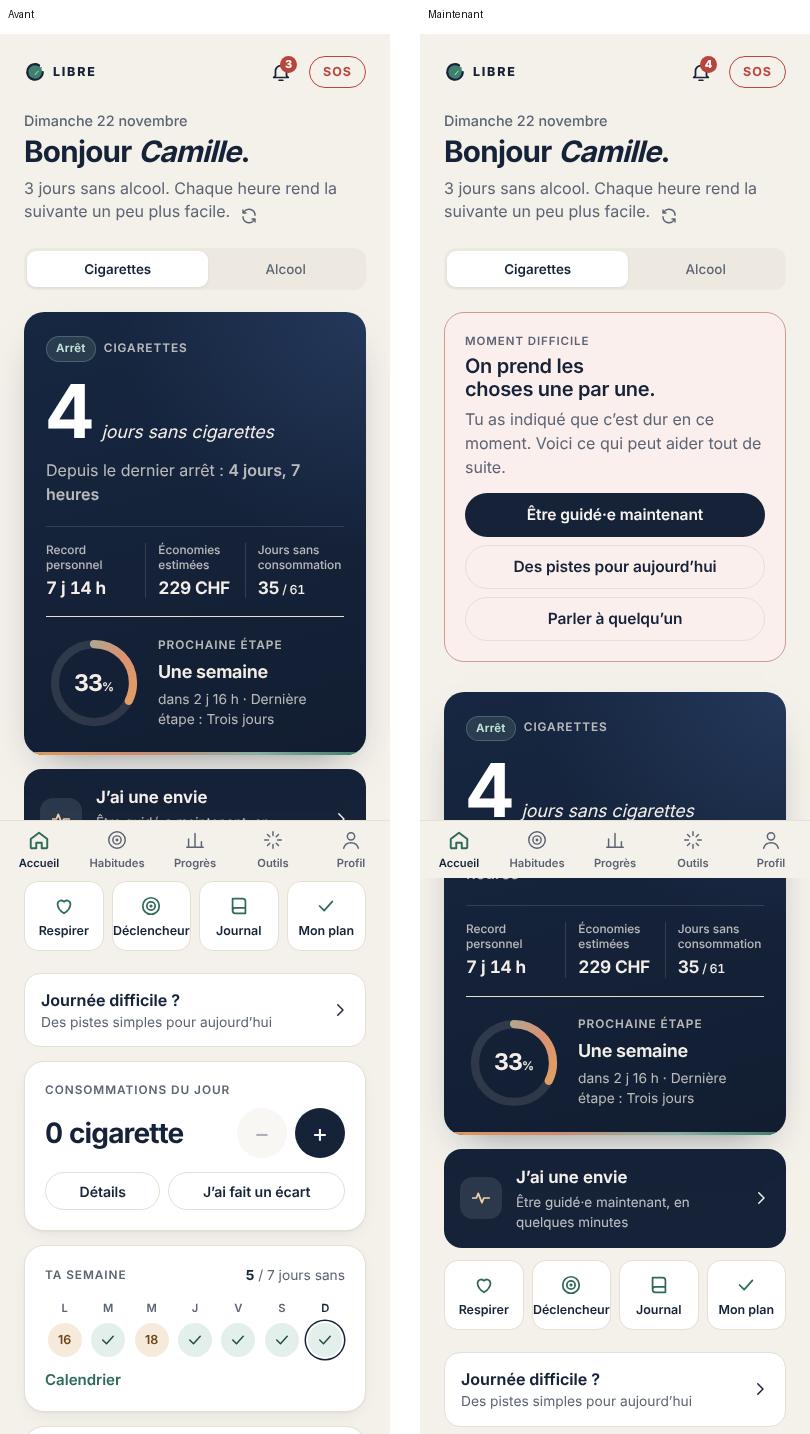 Avant
LIBRE
3
SOS
Dimanche 22 novembre
Bonjour Camille.
3 jours sans alcool. Chaque heure rend la
suivante un peu plus facile.
Cigarettes
Alcool
Arrêt
CIGARETTES
4 jours sans cigarettes
Depuis le dernier arrêt : 4 jours, 7
heures
Record
personnel
7 j 14 h
Économies
estimées
229 CHF
Jours sans
consommation
35 / 61
33%
PROCHAINE ÉTAPE
Une semaine
dans 2 j 16 h · Dernière
étape : Trois jours
J’ai une envie
Accueil
Habitudes
Progrès
Outils
Profil
Respirer
Déclencheur
Journal
Mon plan
Journée difficile ?
Des pistes simples pour aujourd’hui
CONSOMMATIONS DU JOUR
0 cigarette
−
+
Détails
J’ai fait un écart
TA SEMAINE
5 / 7 jours sans
L
M
M
J
V
S
D
16
18
Calendrier
Maintenant
LIBRE
4
SOS
Dimanche 22 novembre
Bonjour Camille.
3 jours sans alcool. Chaque heure rend la
suivante un peu plus facile.
Cigarettes
Alcool
MOMENT DIFFICILE
On prend les
choses une par une.
Tu as indiqué que c’est dur en ce
moment. Voici ce qui peut aider tout de
suite.
Être guidé·e maintenant
Des pistes pour aujourd’hui
Parler à quelqu’un
Arrêt
CIGARETTES
4 jours sans cigarettes
Accueil
Habitudes
Progrès
Outils
Profil
Record
personnel
7 j 14 h
Économies
estimées
229 CHF
Jours sans
consommation
35 / 61
33%
PROCHAINE ÉTAPE
Une semaine
dans 2 j 16 h · Dernière
étape : Trois jours
J’ai une envie
Être guidé·e maintenant, en
quelques minutes
Respirer
Déclencheur
Journal
Mon plan
Journée difficile ?
Des pistes simples pour aujourd’hui